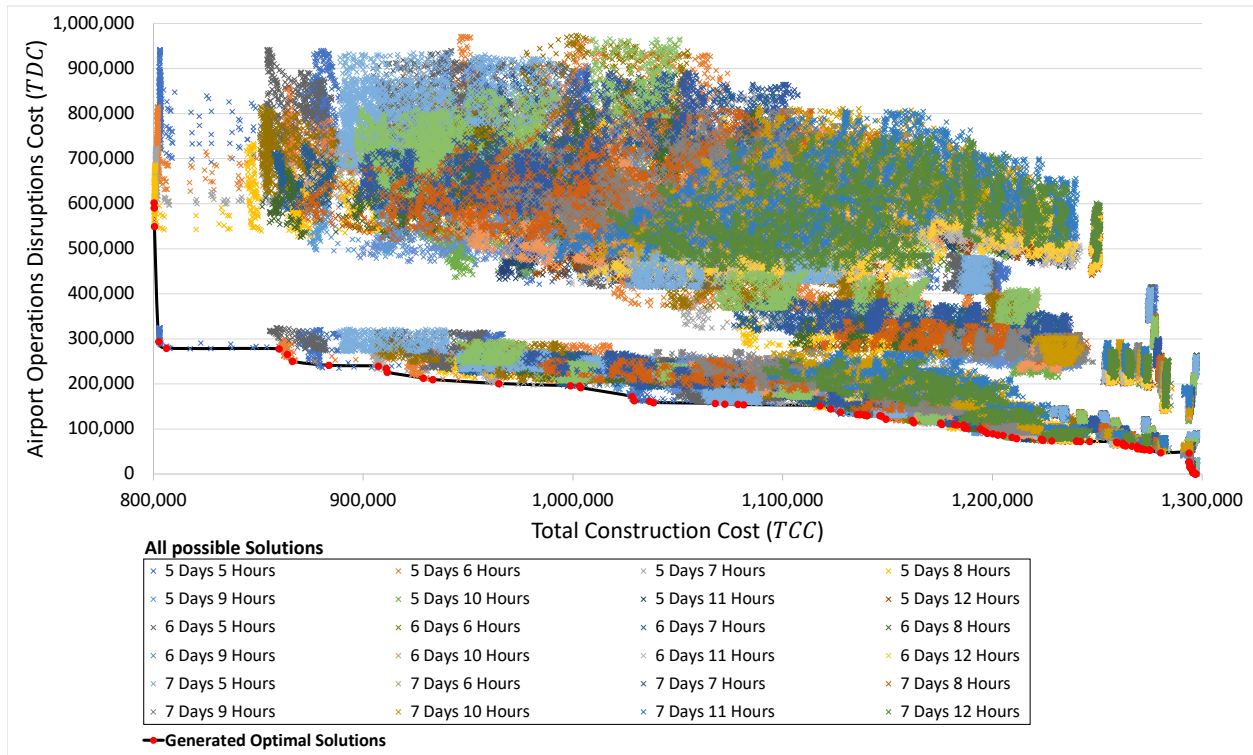 Airport Operations Disruptions Cost (TDC)
1,000,000
900,000
800,000
700,000
600,000
500,000
400,000
300,000
200,000
100,000
0
800,000 900,000 1,000,000 1,100,000 1,200,000 1,300,000
Total Construction Cost (TCC)
All possible Solutions
5 Days 5 Hours 5 Days 6 Hours 5 Days 7 Hours 5 Days 8 Hours
5 Days 9 Hours 5 Days 10 Hours 5 Days 11 Hours 5 Days 12 Hours
6 Days 5 Hours 6 Days 6 Hours 6 Days 7 Hours 6 Days 8 Hours
6 Days 9 Hours 6 Days 10 Hours 6 Days 11 Hours 6 Days 12 Hours
7 Days 5 Hours 7 Days 6 Hours 7 Days 7 Hours 7 Days 8 Hours
7 Days 9 Hours 7 Days 10 Hours 7 Days 11 Hours 7 Days 12 Hours
Generated Optimal Solutions